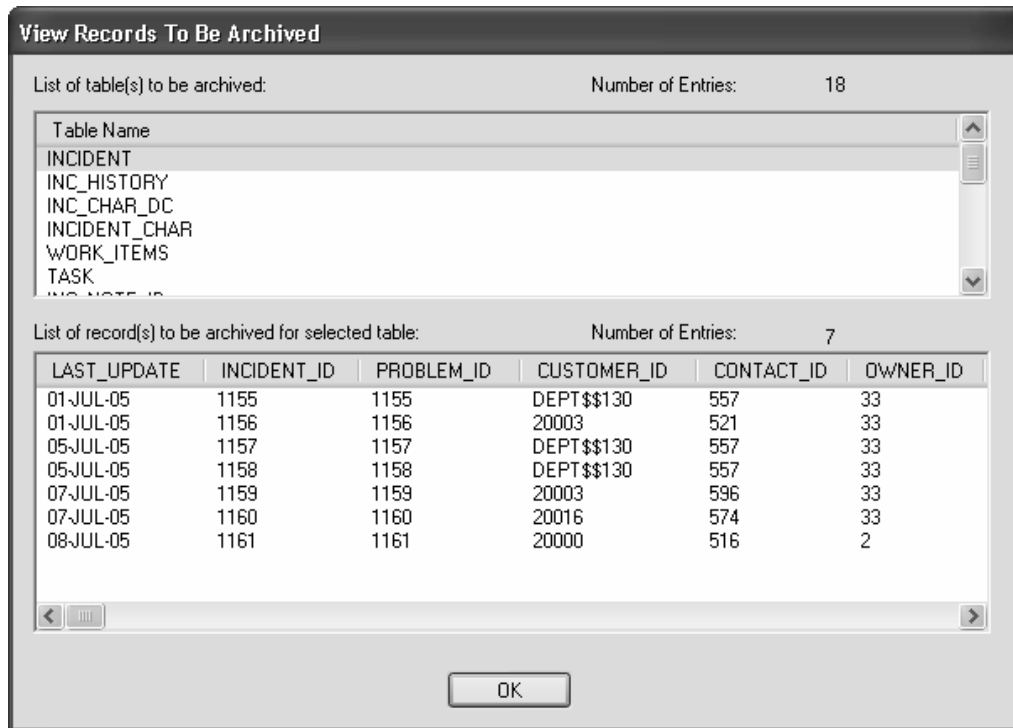 View Records To Be Archived
List of table(s) to be archived: Number of Entries: 18
Table Name
INCIDENT
INC_HISTORY
INC_CHAR_DC
INCIDENT_CHAR
WORK_ITEMS
TASK
List of record(s) to be archived for selected table: Number of Entries: 7
LAST_UPDATE INCIDENT_ID PROBLEM_ID CUSTOMER_ID CONTACT_ID OWNER_ID
01-JUL-05 1155 1155 DEPT$$130 557 33
01-JUL-05 1156 1156 20003 521 33
05-JUL-05 1157 1157 DEPT$$130 557 33
05-JUL-05 1158 1158 DEPT$$130 557 33
07-JUL-05 1159 1159 20003 596 33
07-JUL-05 1160 1160 20016 574 33
08-JUL-05 1161 1161 20000 516 2
OK